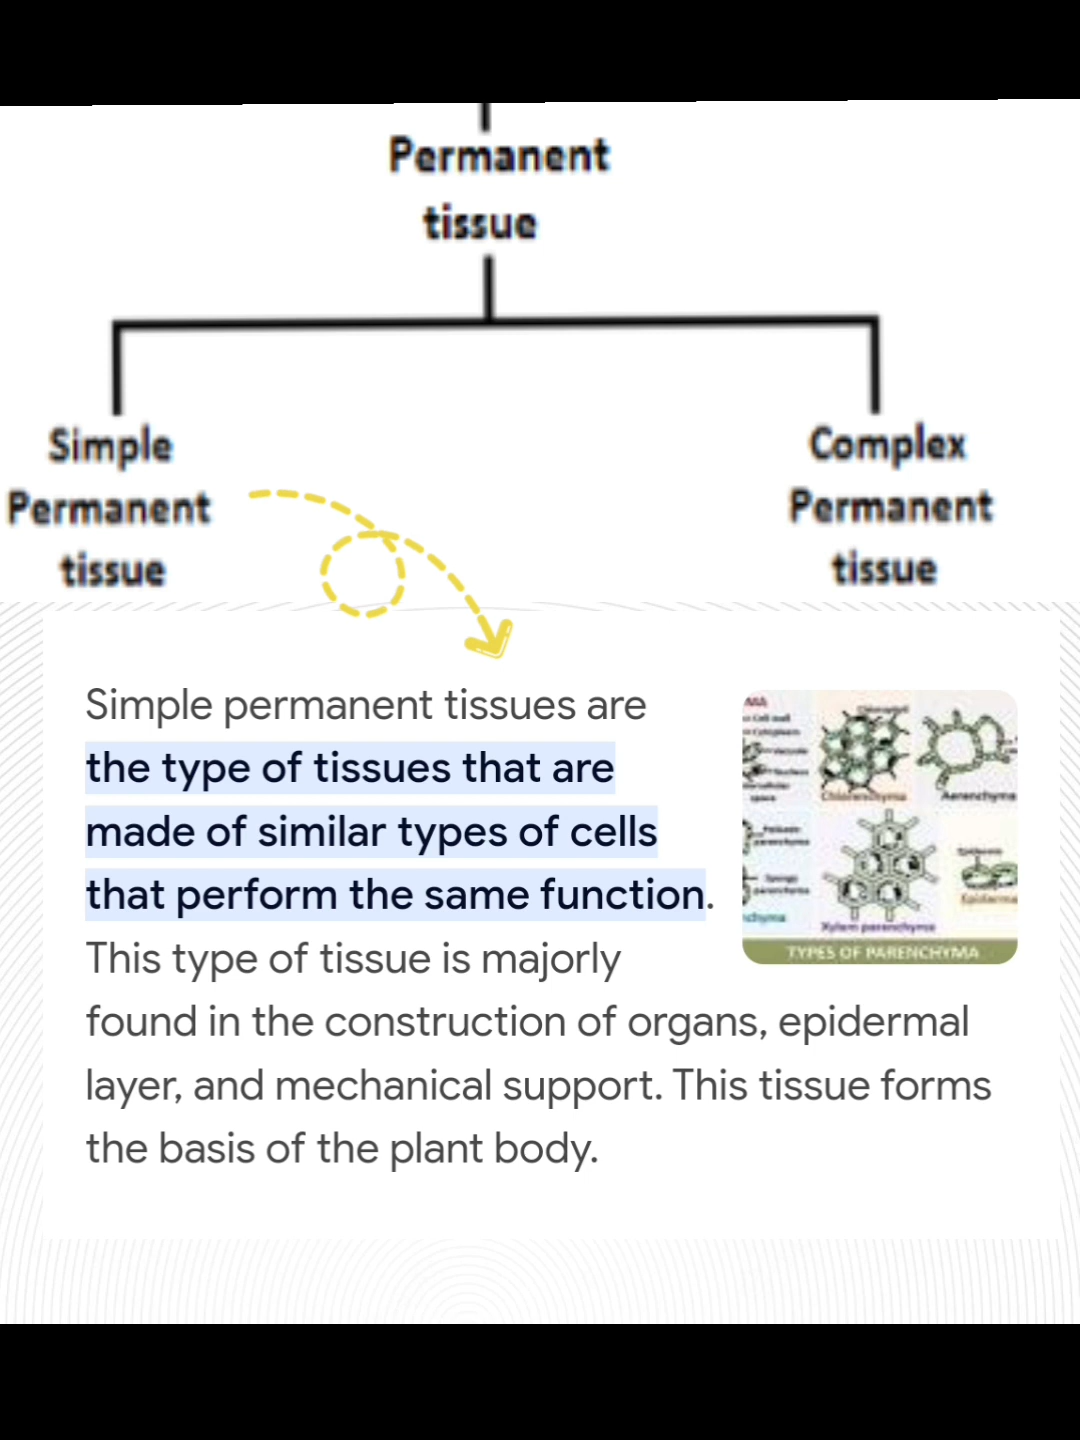 Permanent
tissue
Simple
Permanent
tissue
Complex
Permanent
tissue
Simple permanent tissues are
the type of tissues that are
made of similar types of cells
that perform the same function.
This type of tissue is majorly
found in the construction of organs, epidermal
layer, and mechanical support. This tissue forms
the basis of the plant body.
Chlorenchyma
Aerenchyma
Xylem parenchyma
TYPES OF PARENCHYMA